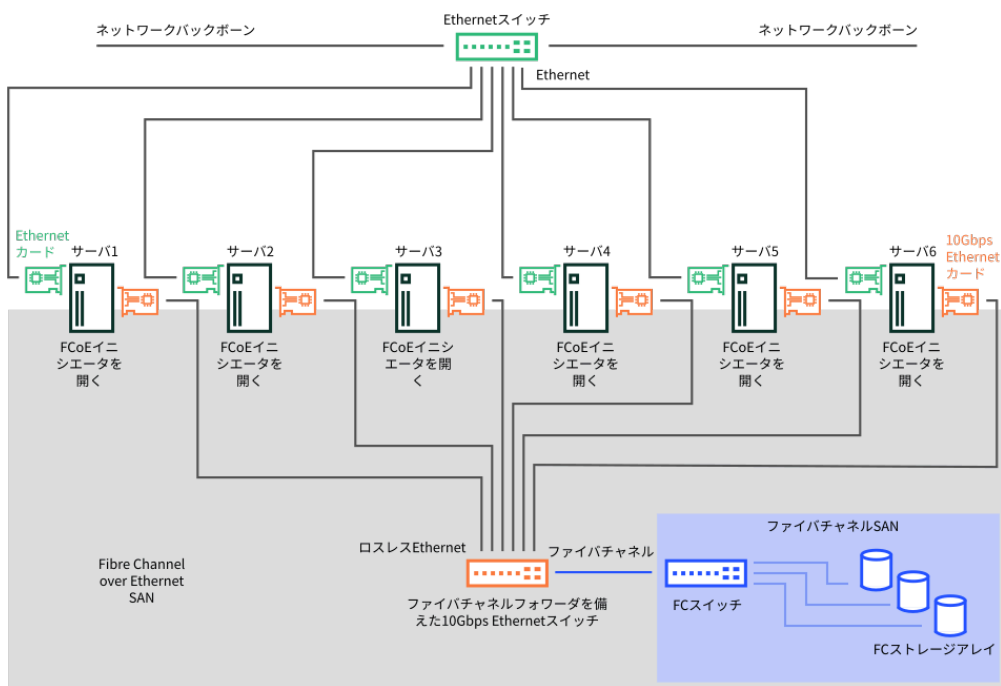 Ethernetスイッチ
ネットワークバックボーン
ネットワークバックボーン
Ethernet
Ethernet
カード
サーバ1
サーバ2
サーバ3
サーバ4
サーバ5
サーバ6
10Gbps
Ethernet
カード
FCoEイニ
シエータを
開く
FCoEイニ
シエータを
開く
FCoEイニシ
エータを開
く
FCoEイニ
シエータを
開く
FCoEイニ
シエータを
開く
FCoEイニ
シエータを
開く
ファイバチャネルSAN
ロスレスEthernet
ファイバチャネル
Fibre Channel
over Ethernet
SAN
ファイバチャネルフォワーダを備
えた10Gbps Ethernetスイッチ
FCスイッチ
FCストレージアレイ